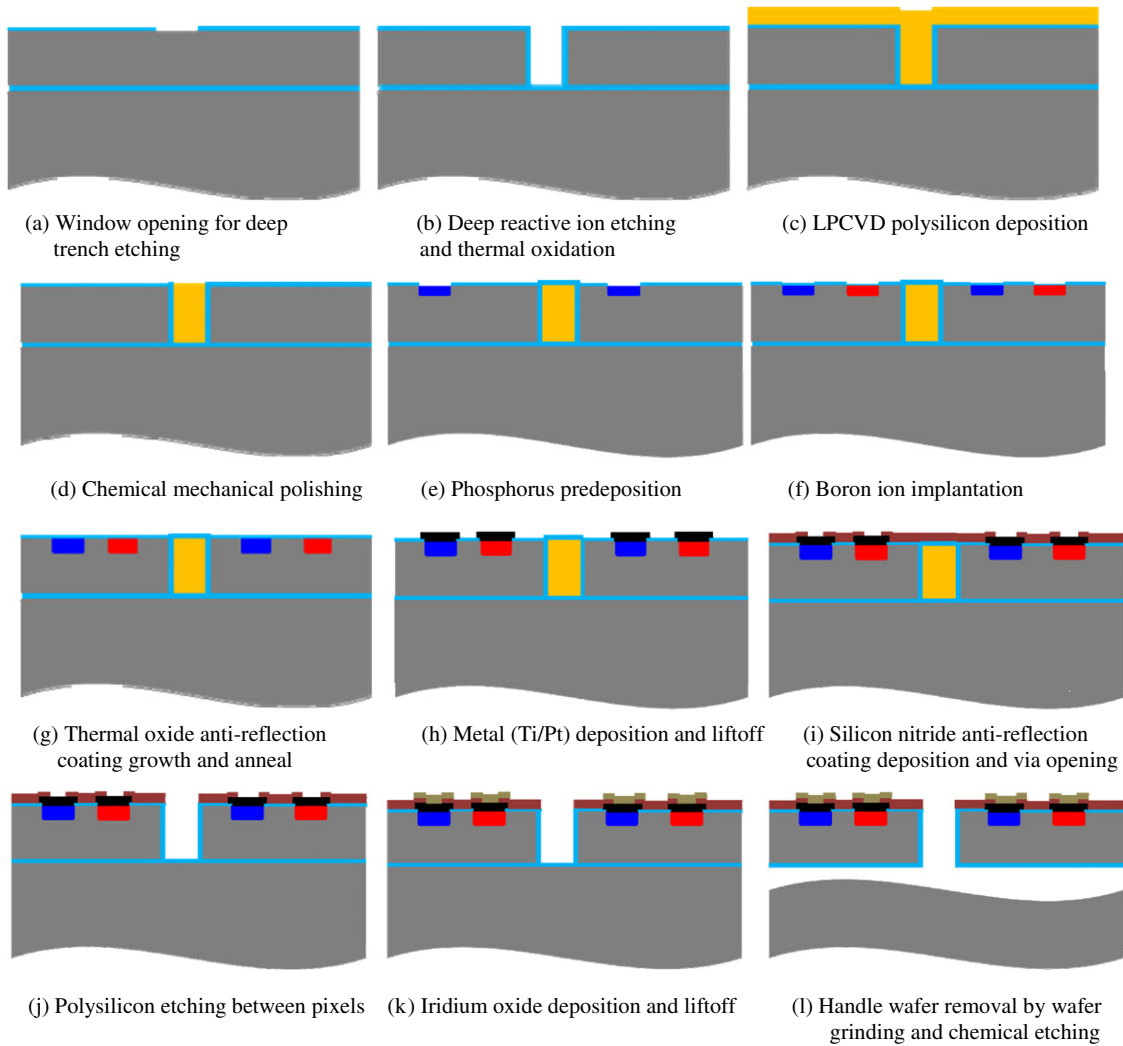 (a) Window opening for deep
trench etching
(b) Deep reactive ion etching
and thermal oxidation
(c) LPCVD polysilicon deposition
(d) Chemical mechanical polishing
(e) Phosphorus predeposition
(f) Boron ion implantation
(g) Thermal oxide anti-reflection
coating growth and anneal
(h) Metal (Ti/Pt) deposition and liftoff
(i) Silicon nitride anti-reflection
coating deposition and via opening
(j) Polysilicon etching between pixels
(k) Iridium oxide deposition and liftoff
(l) Handle wafer removal by wafer
grinding and chemical etching